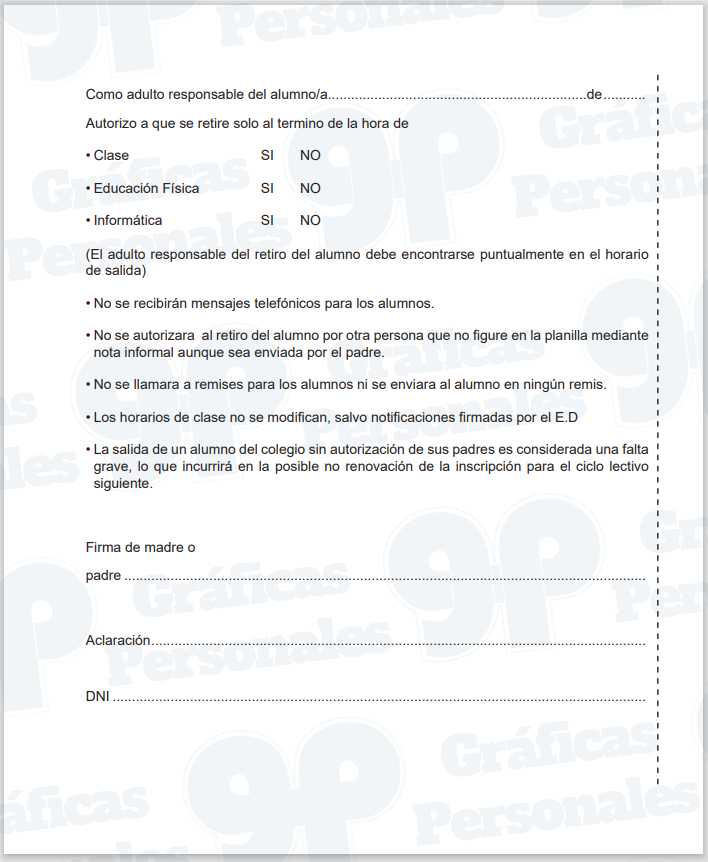 Como adulto responsable del alumno/a..................................................................de...........
Autorizo a que se retire solo al termino de la hora de
• Clase SI NO
• Educación Física SI NO
• Informática SI NO
(El adulto responsable del retiro del alumno debe encontrarse puntualmente en el horario
de salida)
• No se recibirán mensajes telefónicos para los alumnos.
• No se autorizara al retiro del alumno por otra persona que no figure en la planilla mediante
nota informal aunque sea enviada por el padre.
• No se llamara a remises para los alumnos ni se enviara al alumno en ningún remis.
• Los horarios de clase no se modifican, salvo notificaciones firmadas por el E.D
• La salida de un alumno del colegio sin autorización de sus padres es considerada una falta
grave, lo que incurrirá en la posible no renovación de la inscripción para el ciclo lectivo
siguiente.
Firma de madre o
padre ......................................................................................................................................
Aclaración................................................................................................................................
DNI .........................................................................................................................................
gp Gráficas
Personales